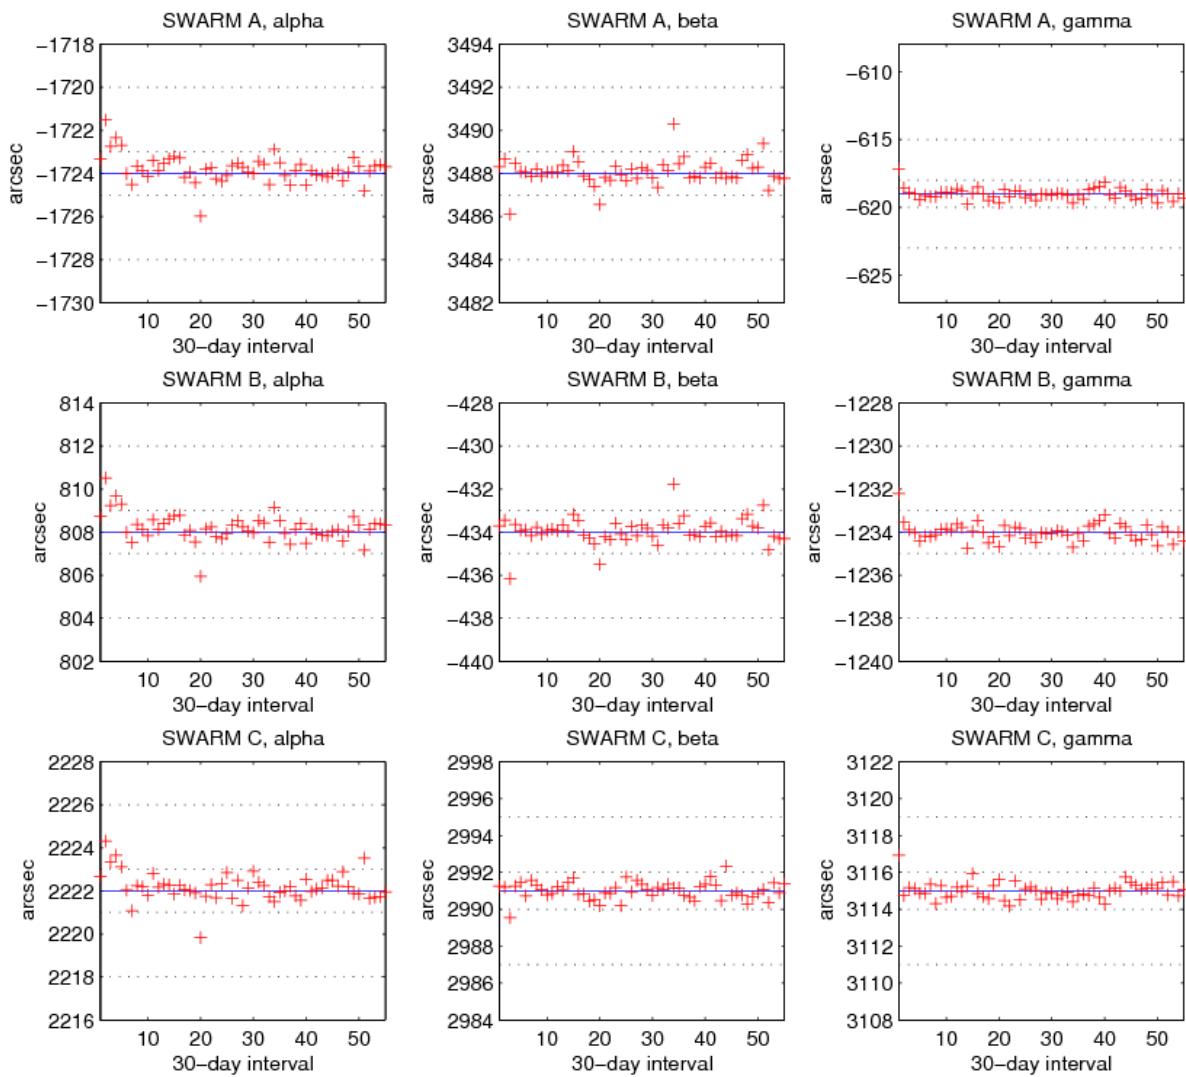 SWARM A, alpha
−1718
−1720
−1722
−1724
−1726
−1728
−1730
arcsec
10 20 30 40 50
30−day interval
SWARM A, beta
3494
3492
3490
3488
3486
3484
3482
arcsec
10 20 30 40 50
30−day interval
SWARM A, gamma
−610
−615
−620
−625
arcsec
10 20 30 40 50
30−day interval
SWARM B, alpha
814
812
810
808
806
804
802
arcsec
10 20 30 40 50
30−day interval
SWARM B, beta
−428
−430
−432
−434
−436
−438
−440
arcsec
10 20 30 40 50
30−day interval
SWARM B, gamma
−1228
−1230
−1232
−1234
−1236
−1238
−1240
arcsec
10 20 30 40 50
30−day interval
SWARM C, alpha
2228
2226
2224
2222
2220
2218
2216
arcsec
10 20 30 40 50
30−day interval
SWARM C, beta
2998
2996
2994
2992
2990
2988
2986
2984
arcsec
10 20 30 40 50
30−day interval
SWARM C, gamma
3122
3120
3118
3116
3114
3112
3110
3108
arcsec
10 20 30 40 50
30−day interval